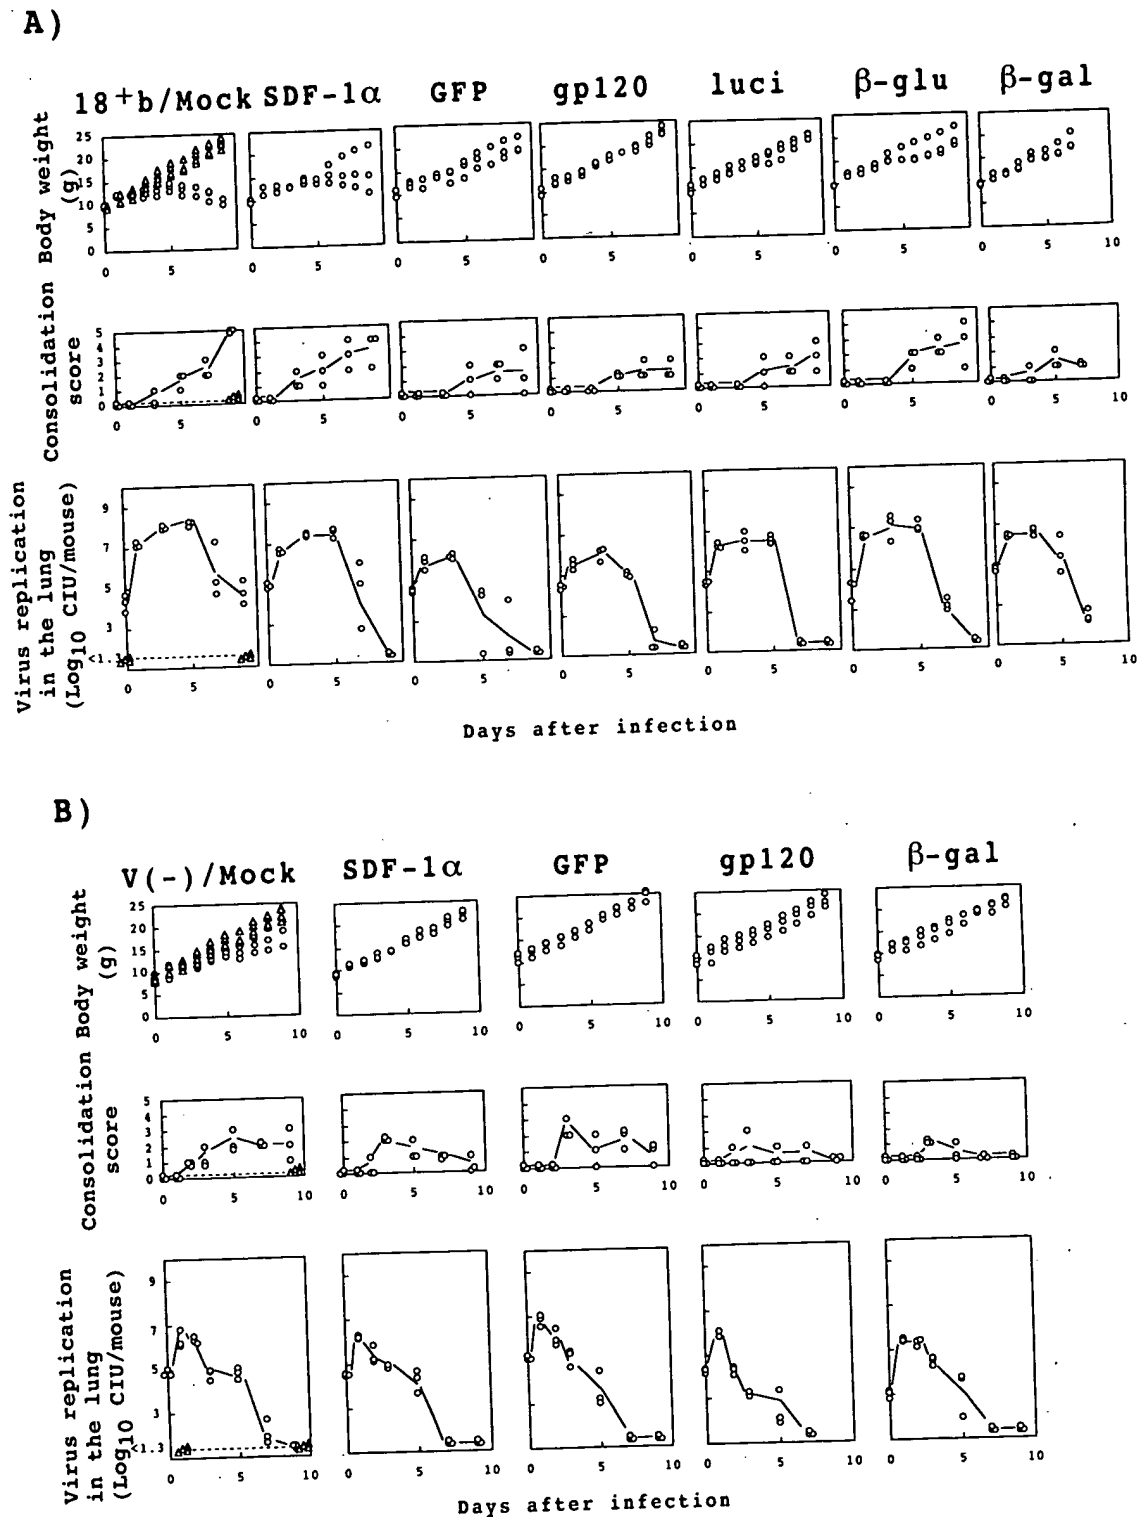 A)
18+b/Mock SDF-1α GFP gp120 luci β-glu β-gal
Body weight
(g)
25
20
15
10
5
0
0 5 0 5 0 5 0 5 0 5 0 5 0 5 10
Consolidation
score
5
4
3
2
1
0
0 5 0 5 0 5 0 5 0 5 0 5 0 5 10
Virus replication
in the lung
(Log10 CIU/mouse)
9
7
5
3
<1.3
0 5 0 5 0 5 0 5 0 5 0 5 0 5 10
Days after infection
B)
V(-)/Mock SDF-1α GFP gp120 β-gal
Body weight
(g)
25
20
15
10
5
0
0 5 10 0 5 10 0 5 10 0 5 10 0 5 10
Consolidation
score
5
4
3
2
1
0
0 5 10 0 5 10 0 5 10 0 5 10 0 5 10
Virus replication
in the lung
(Log10 CIU/mouse)
9
7
5
3
<1.3
0 5 10 0 5 10 0 5 10 0 5 10 0 5 10
Days after infection